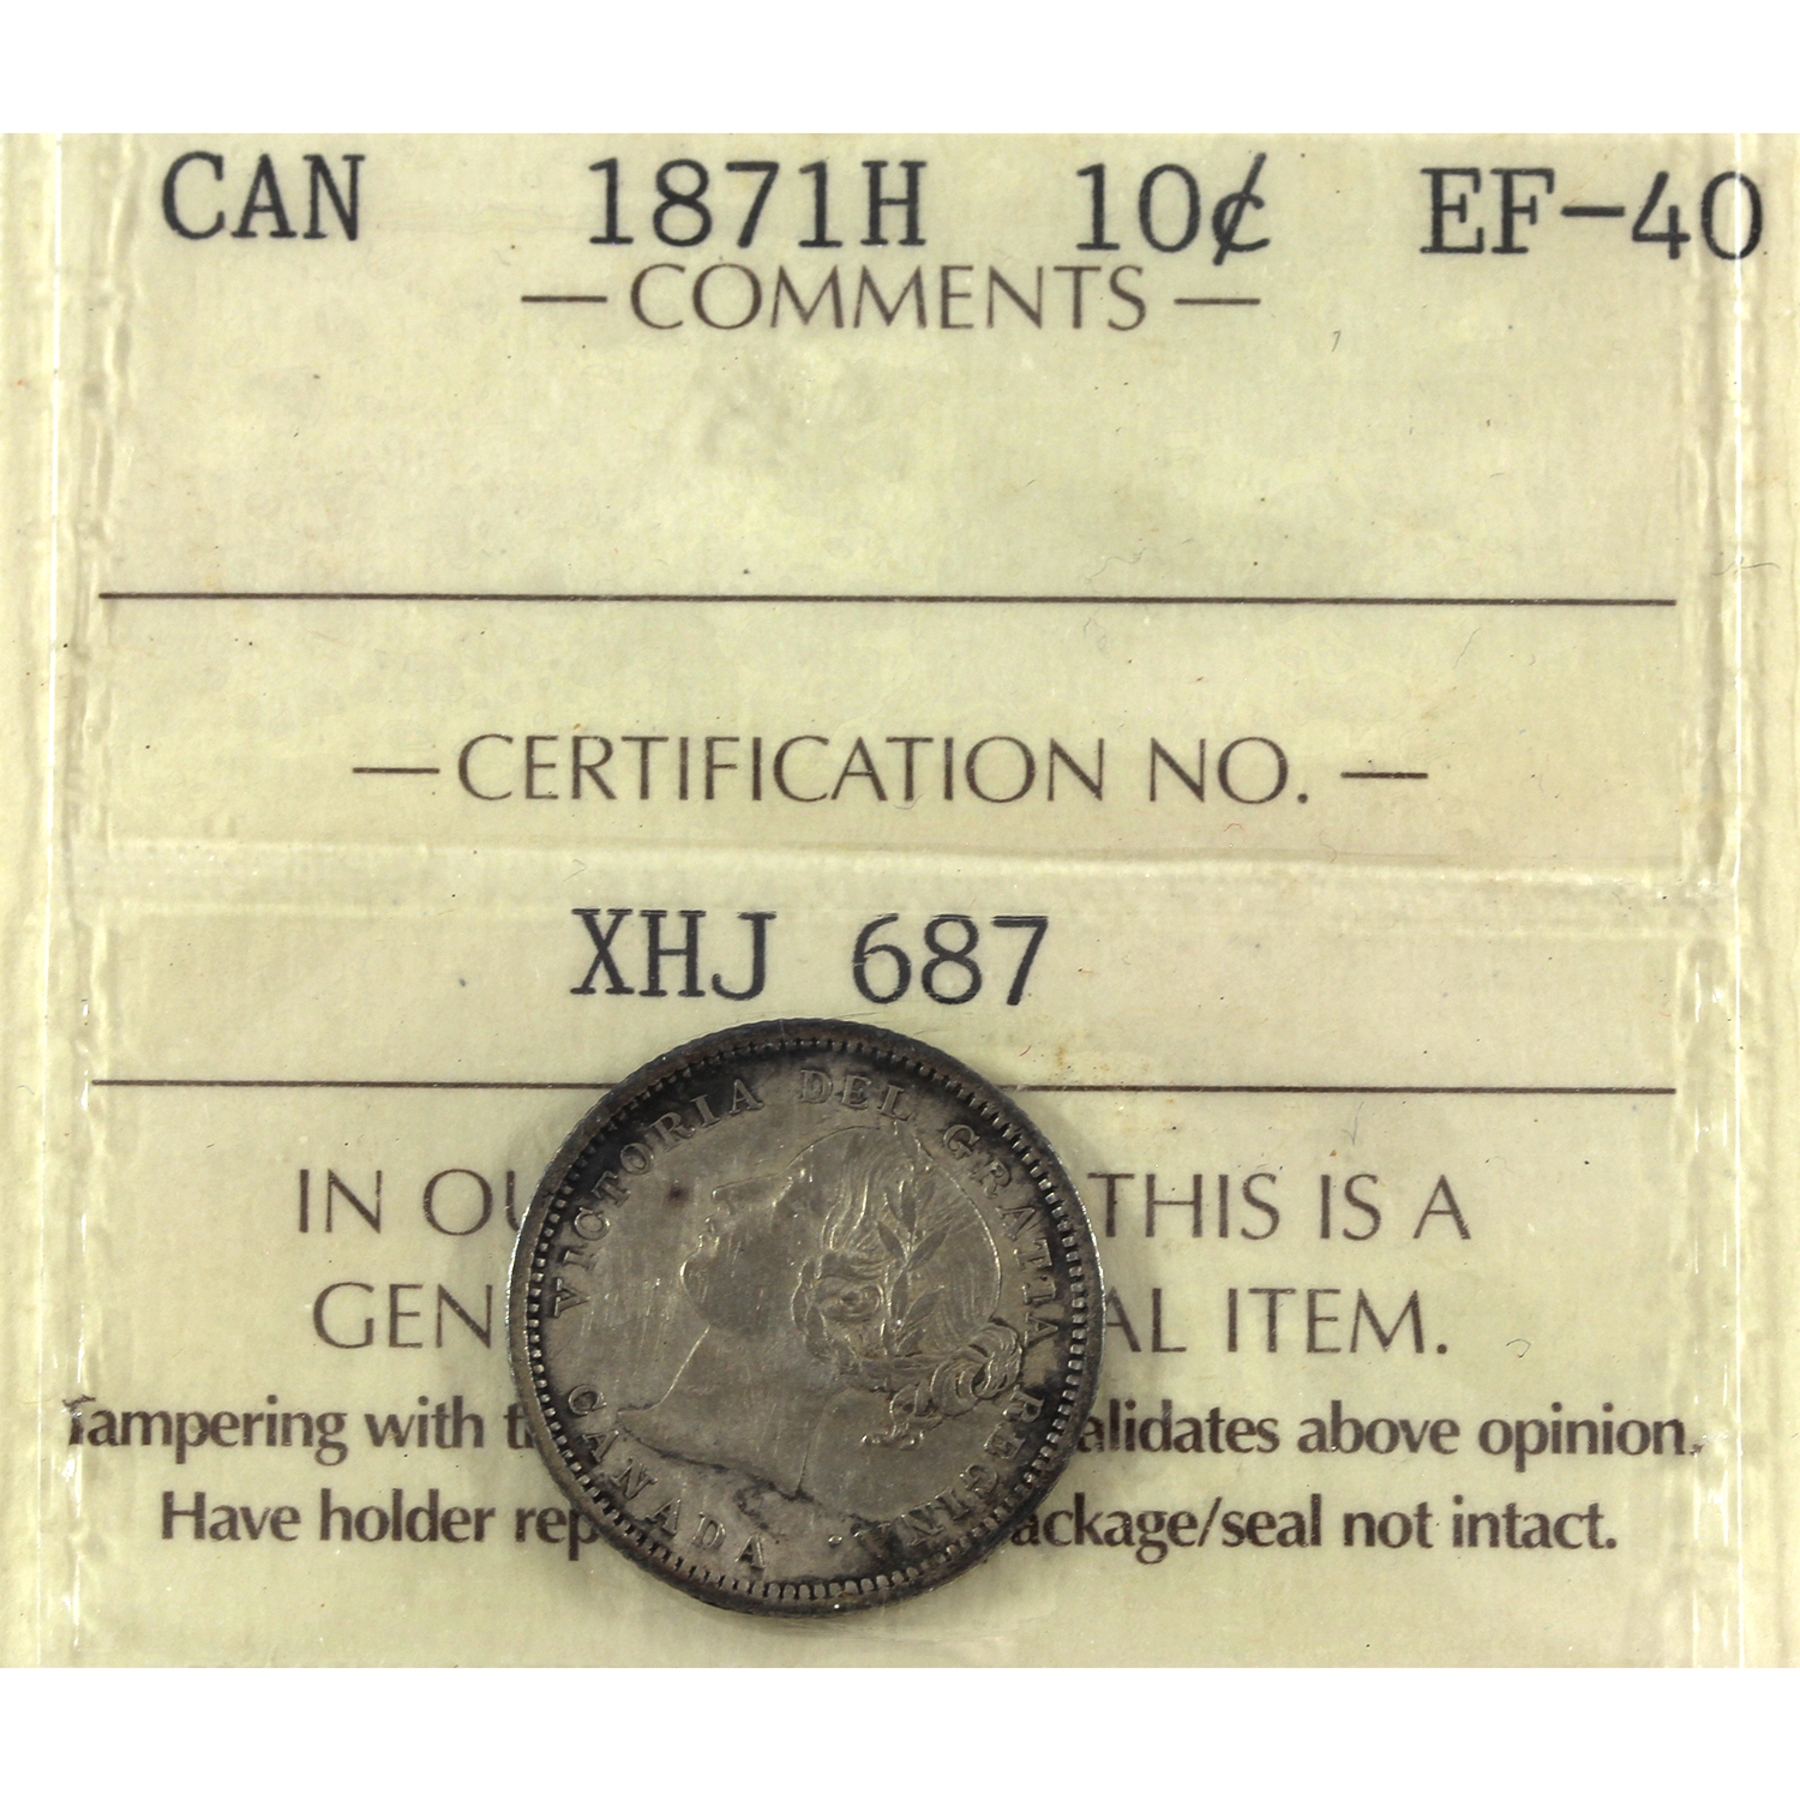 CAN 1871H 10¢ EF-40
— COMMENTS —
— CERTIFICATION NO. —
XHJ 687
IN OU THIS IS A
GEN AL ITEM.
Tampering with t alidates above opinion.
Have holder rep ackage/seal not intact.
VICTORIA DEI GRATIA REGINA.
CANADA